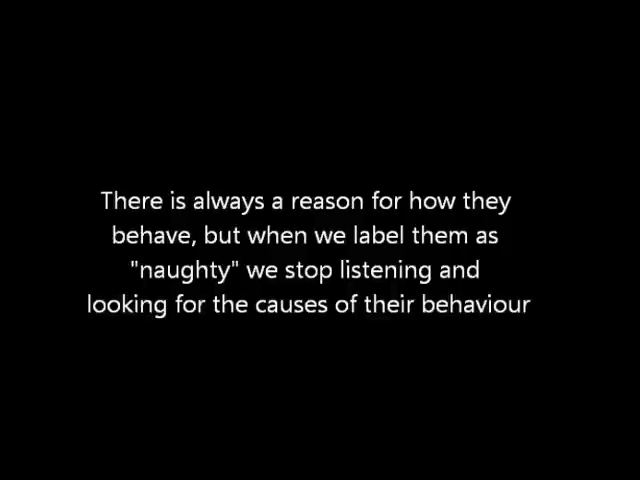 There is always a reason for how they
behave, but when we label them as
"naughty" we stop listening and
looking for the causes of their behaviour